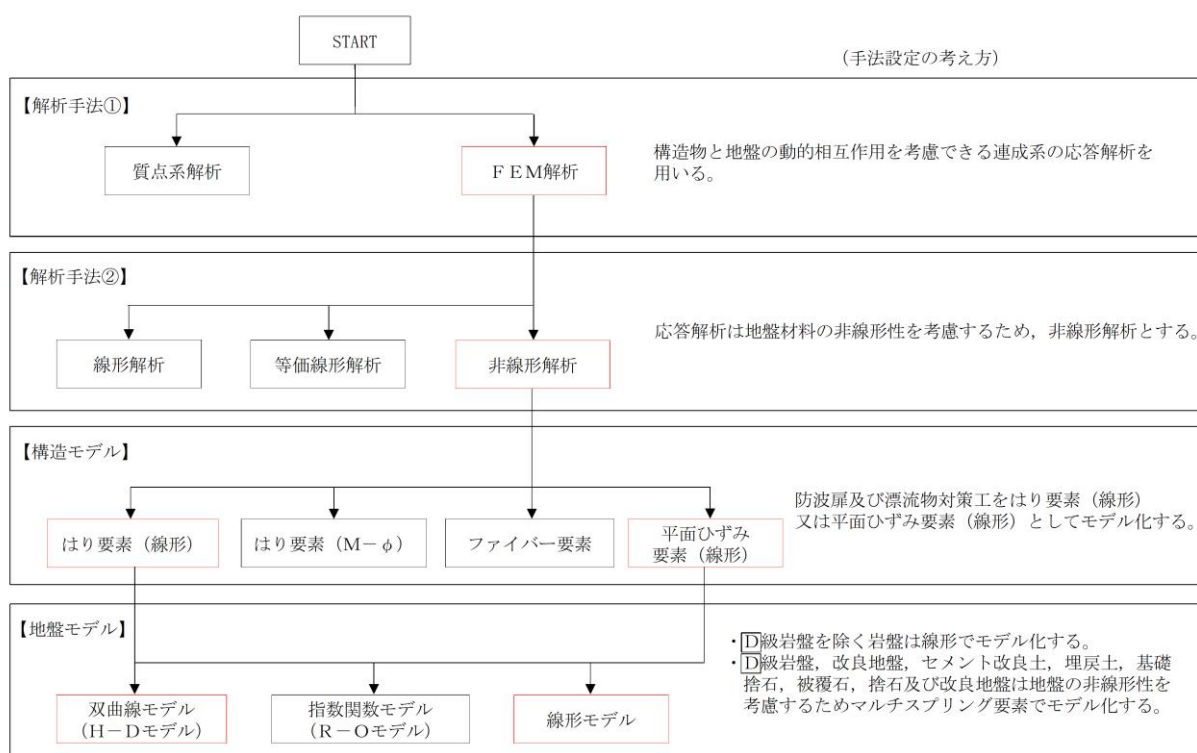 START
(手法設定の考え方)
【解析手法①】
質点系解析
FEM解析
構造物と地盤の動的相互作用を考慮できる連成系の応答解析を
用いる。
【解析手法②】
線形解析
等価線形解析
非線形解析
応答解析は地盤材料の非線形性を考慮するため,非線形解析とする。
【構造モデル】
はり要素(線形)
はり要素(M-φ)
ファイバー要素
平面ひずみ
要素(線形)
防波扉及び漂流物対策工をはり要素(線形)
又は平面ひずみ要素(線形)としてモデル化する。
【地盤モデル】
双曲線モデル
(H-Dモデル)
指数関数モデル
(R-Oモデル)
線形モデル
・D級岩盤を除く岩盤は線形でモデル化する。
・D級岩盤,改良地盤,セメント改良土,埋戻土,基礎
捨石,被覆石,捨石及び改良地盤は地盤の非線形性を
考慮するためマルチスプリング要素でモデル化する。